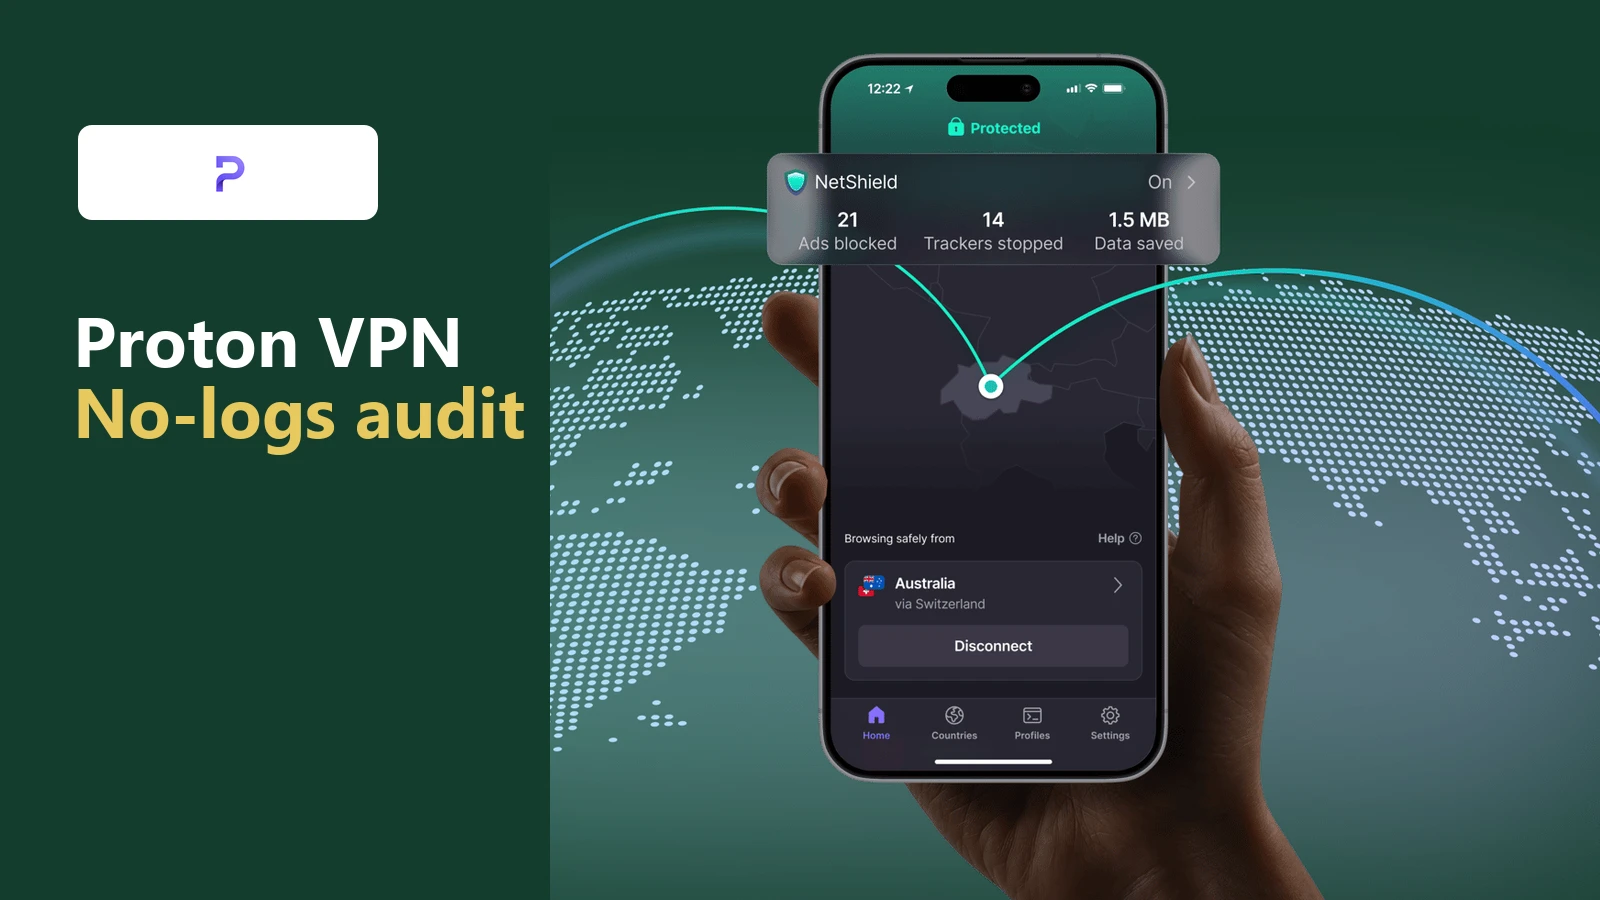 Proton VPN
No-logs audit
12:22
Protected
NetShield
On
21
14
1.5 MB
Ads blocked
Trackers stopped
Data saved
Browsing safely from
Help
Australia
via Switzerland
Disconnect
Home
Countries
Profiles
Settings